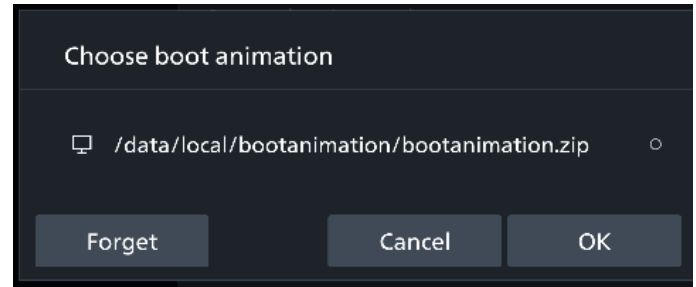 Choose boot animation
/data/local/bootanimation/bootanimation.zip
Forget
Cancel
OK